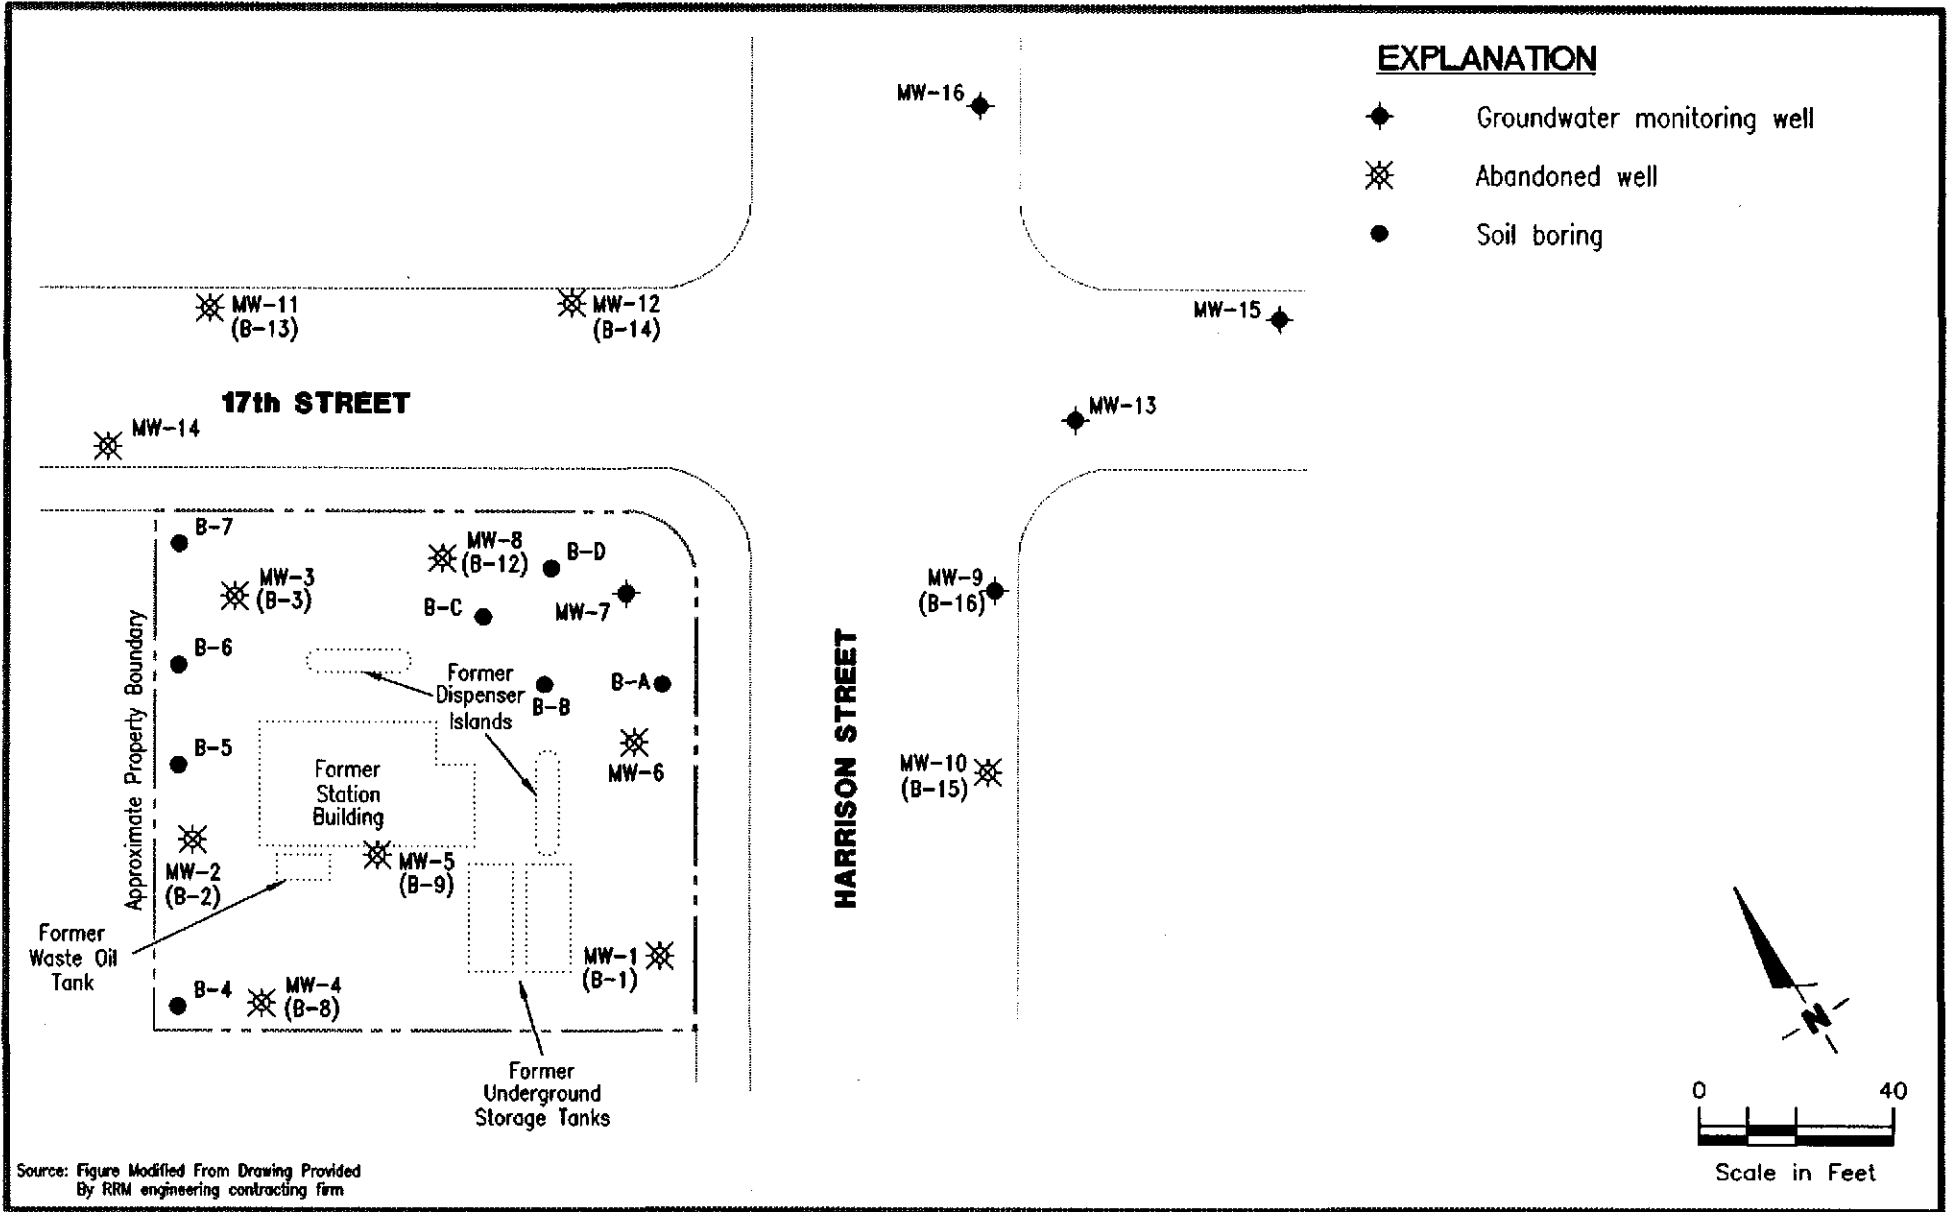 EXPLANATION
Groundwater monitoring well
Abandoned well
Soil boring
MW-16
MW-11
(B-13)
MW-12
(B-14)
MW-15
17th STREET
MW-13
MW-14
B-7
MW-8
(B-12)
B-D
MW-3
(B-3)
B-C
MW-7
MW-9
(B-16)
Approximate Property Boundary
B-6
Former
Dispenser
Islands
B-B
B-A
HARRISON STREET
B-5
Former
Station
Building
MW-6
MW-10
(B-15)
MW-2
(B-2)
MW-5
(B-9)
Former
Waste Oil
Tank
MW-1
(B-1)
B-4
MW-4
(B-8)
Former
Underground
Storage Tanks
N
0 40
Scale in Feet
Source: Figure Modified From Drawing Provided
By RRM engineering contracting firm